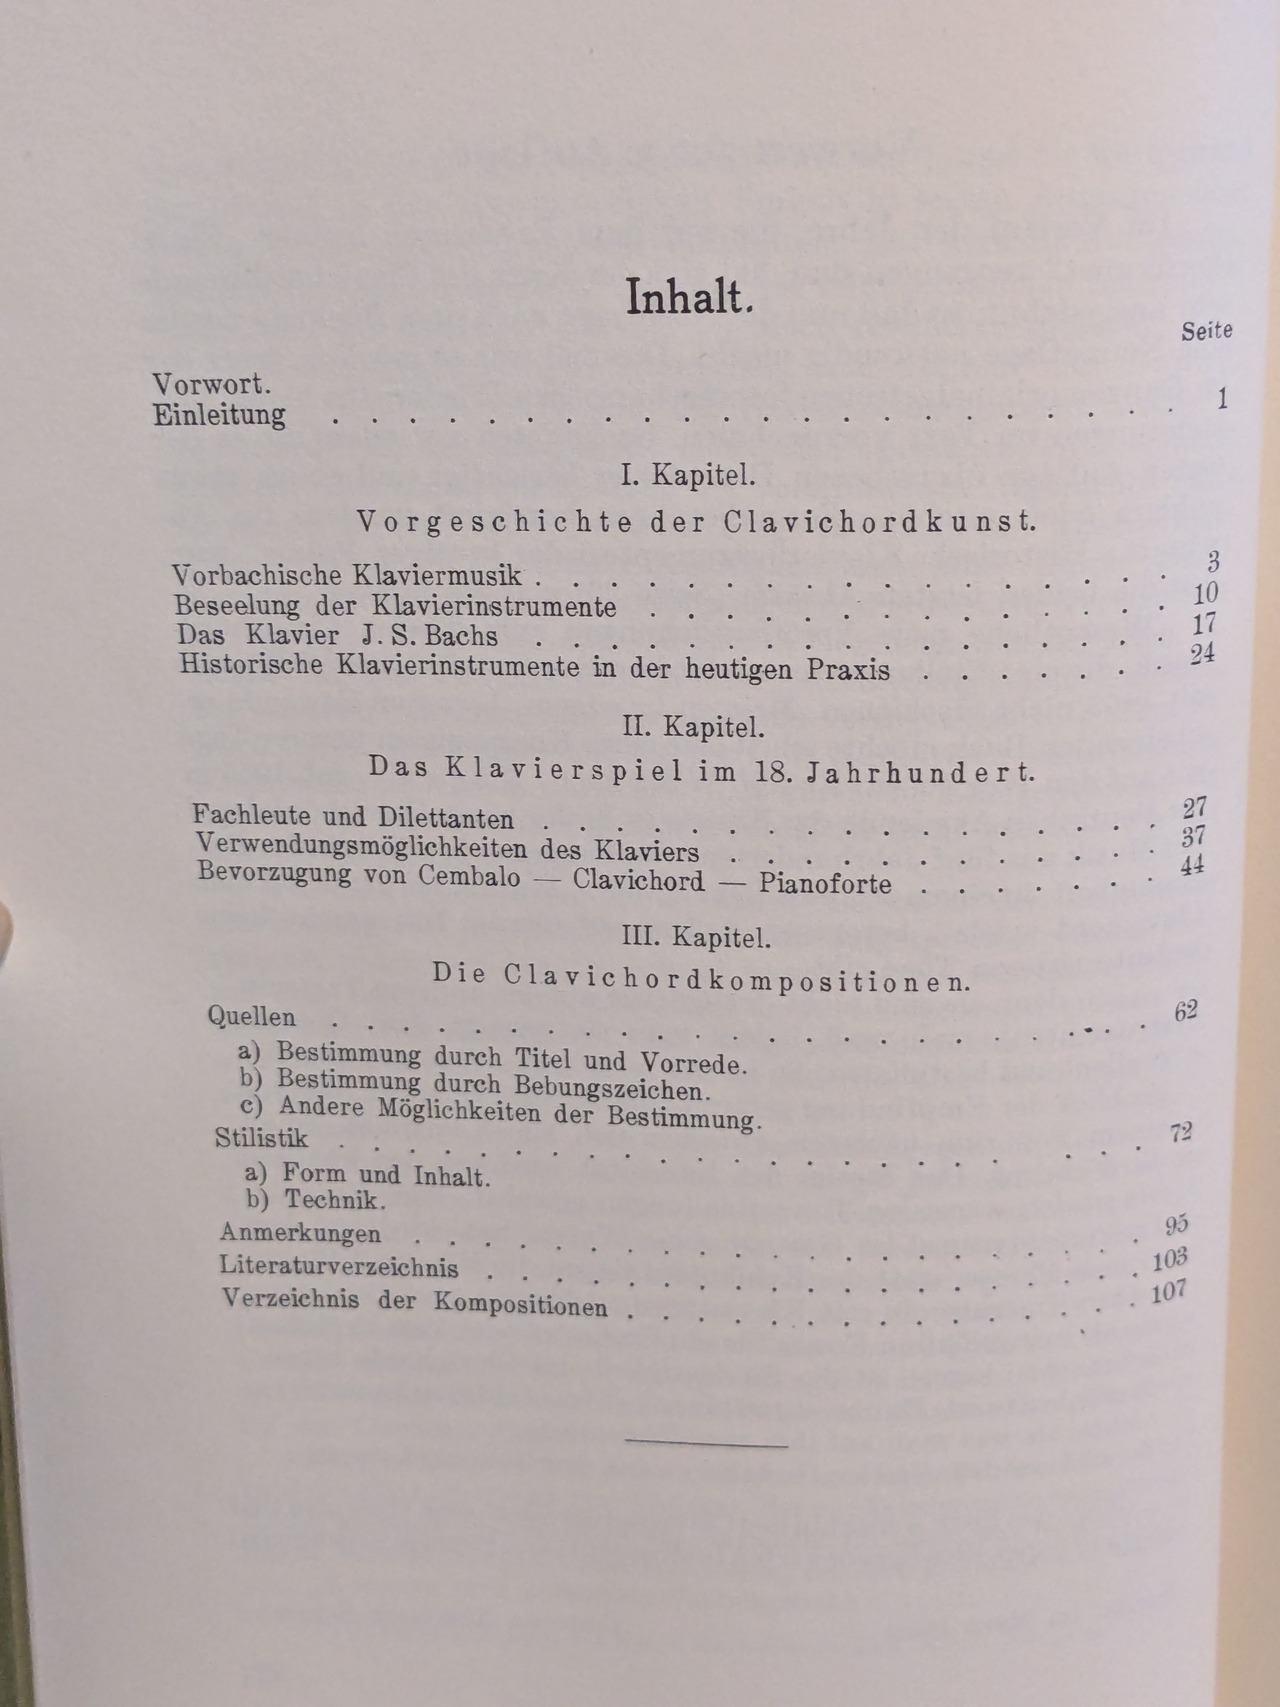 Inhalt.
Seite
Vorwort.
Einleitung . . . . . . . . . . . . . . . . . . . . . . 1
I. Kapitel.
Vorgeschichte der Clavichordkunst.
Vorbachische Klaviermusik . . . . . . . . . . . . . . . . . 3
Beseelung der Klavierinstrumente . . . . . . . . . . . . . . 10
Das Klavier J. S. Bachs . . . . . . . . . . . . . . . . . 17
Historische Klavierinstrumente in der heutigen Praxis . . . . . . . 24
II. Kapitel.
Das Klavierspiel im 18. Jahrhundert.
Fachleute und Dilettanten . . . . . . . . . . . . . . . . . 27
Verwendungsmöglichkeiten des Klaviers . . . . . . . . . . . . 37
Bevorzugung von Cembalo — Clavichord — Pianoforte . . . . . . . 44
III. Kapitel.
Die Clavichordkompositionen.
Quellen . . . . . . . . . . . . . . . . . . . . . . . 62
a) Bestimmung durch Titel und Vorrede.
b) Bestimmung durch Bebungszeichen.
c) Andere Möglichkeiten der Bestimmung.
Stilistik . . . . . . . . . . . . . . . . . . . . . . 72
a) Form und Inhalt.
b) Technik.
Anmerkungen . . . . . . . . . . . . . . . . . . . . . 95
Literaturverzeichnis . . . . . . . . . . . . . . . . . . . 103
Verzeichnis der Kompositionen . . . . . . . . . . . . . . . 107